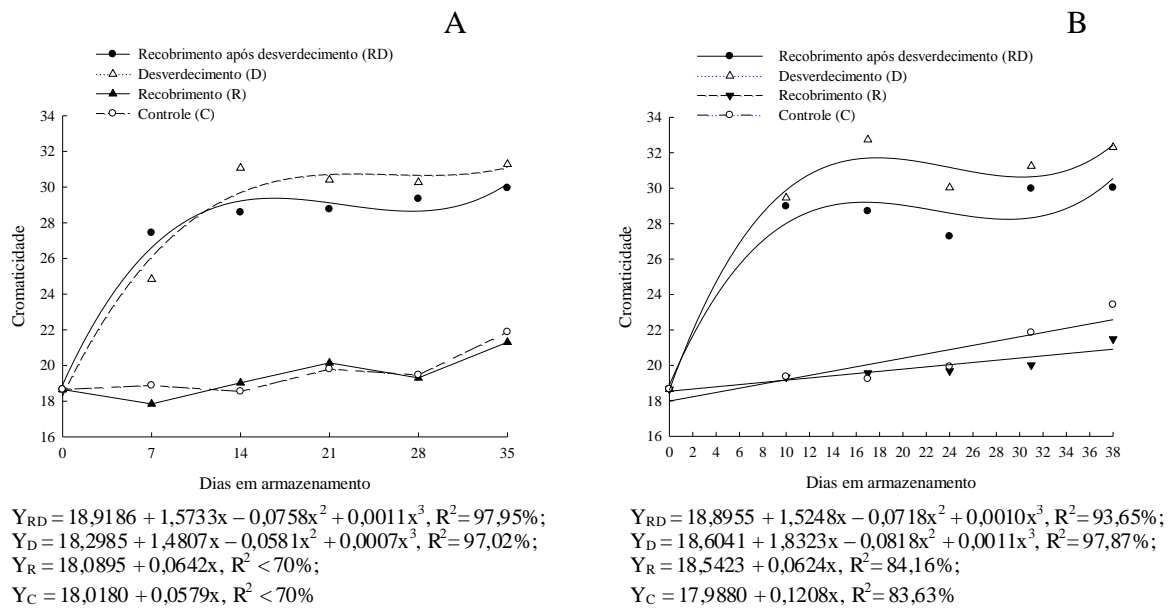 A
Recobrimento após desverdecimento (RD)
Desverdecimento (D)
Recobrimento (R)
Controle (C)
34
32
30
28
26
24
22
20
18
16
Cromaticidade
0 7 14 21 28 35
Dias em armazenamento
Y_RD = 18,9186 + 1,5733x – 0,0758x² + 0,0011x³, R²= 97,95%;
Y_D = 18,2985 + 1,4807x – 0,0581x² + 0,0007x³, R²= 97,02%;
Y_R = 18,0895 + 0,0642x, R² <70%;
Y_C = 18,0180 + 0,0579x, R² <70%
B
Recobrimento após desverdecimento (RD)
Desverdecimento (D)
Recobrimento (R)
Controle (C)
34
32
30
28
26
24
22
20
18
16
Cromaticidade
0 2 4 6 8 10 12 14 16 18 20 22 24 26 28 30 32 34 36 38
Dias em armazenamento
Y_RD = 18,8955 + 1,5248x – 0,0718x² + 0,0010x³, R²= 93,65%;
Y_D = 18,6041 + 1,8323x – 0,0818x² + 0,0011x³, R²= 97,87%;
Y_R = 18,5423 + 0,0624x, R²= 84,16%;
Y_C = 17,9880 + 0,1208x, R²= 83,63%